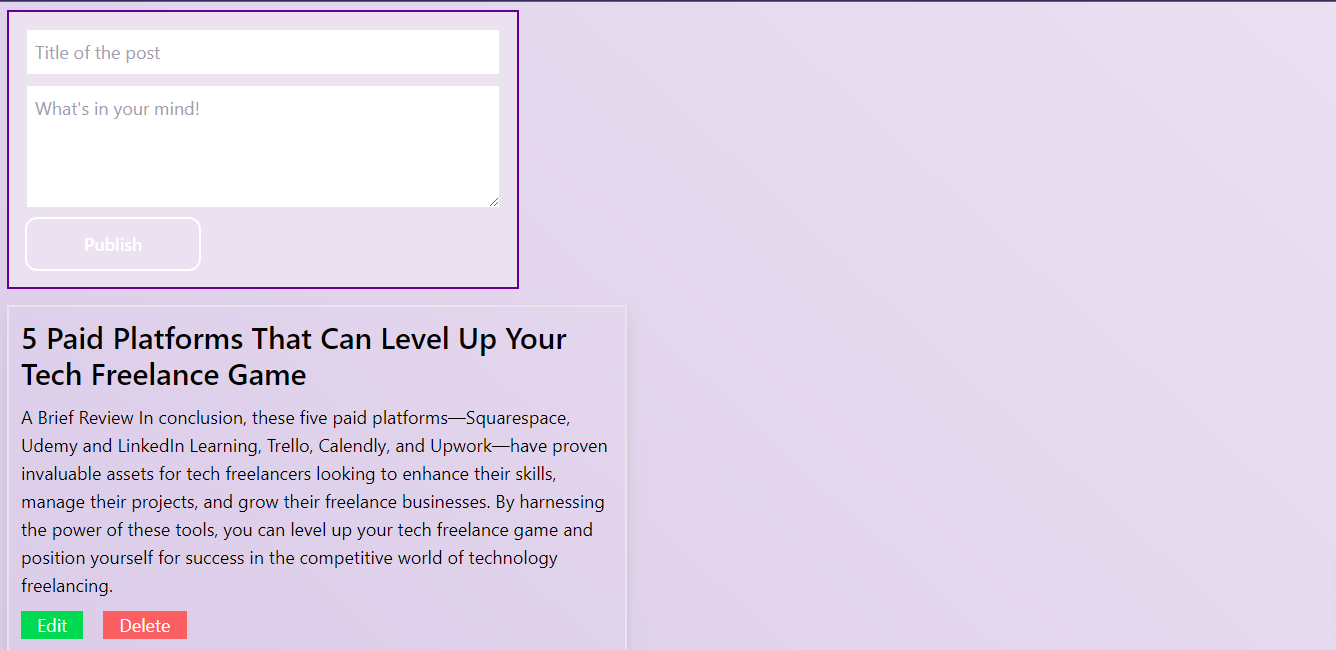 Title of the post
What's in your mind!
Publish
5 Paid Platforms That Can Level Up Your
Tech Freelance Game
A Brief Review In conclusion, these five paid platforms—Squarespace,
Udemy and LinkedIn Learning, Trello, Calendly, and Upwork—have proven
invaluable assets for tech freelancers looking to enhance their skills,
manage their projects, and grow their freelance businesses. By harnessing
the power of these tools, you can level up your tech freelance game and
position yourself for success in the competitive world of technology
freelancing.
Edit Delete